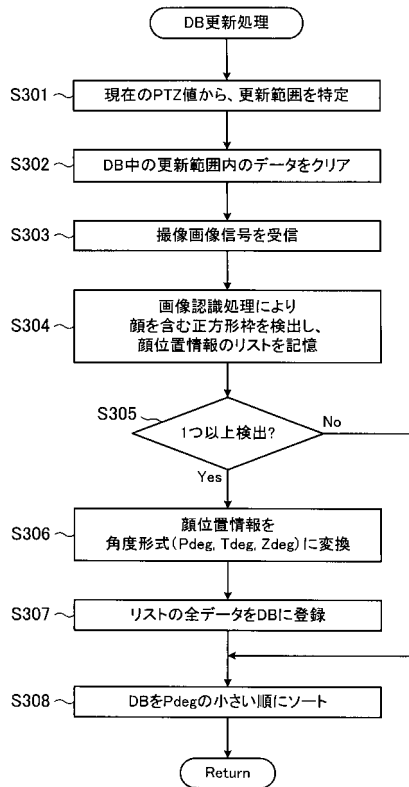 DB更新処理
S301
現在のPTZ値から、更新範囲を特定
S302
DB中の更新範囲内のデータをクリア
S303
撮像画像信号を受信
S304
画像認識処理により
顔を含む正方形枠を検出し、
顔位置情報のリストを記憶
S305
1つ以上検出?
No
Yes
S306
顔位置情報を
角度形式(Pdeg, Tdeg, Zdeg)に変換
S307
リストの全データをDBに登録
S308
DBをPdegの小さい順にソート
Return